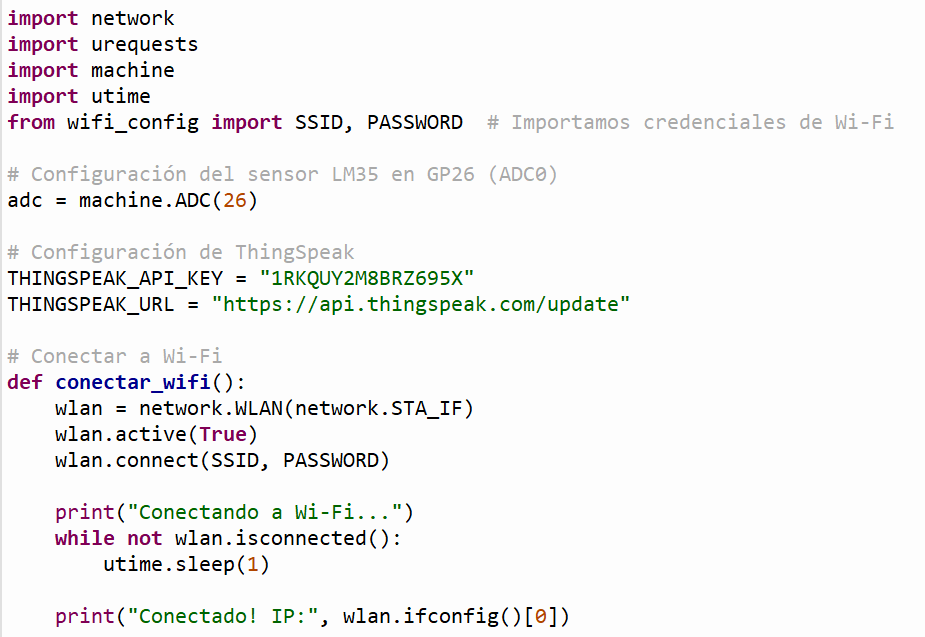 import network
import urequests
import machine
import utime
from wifi_config import SSID, PASSWORD  # Importamos credenciales de Wi-Fi

# Configuración del sensor LM35 en GP26 (ADC0)
adc = machine.ADC(26)

# Configuración de ThingSpeak
THINGSPEAK_API_KEY = "1RKQUY2M8BRZ695X"
THINGSPEAK_URL = "https://api.thingspeak.com/update"

# Conectar a Wi-Fi
def conectar_wifi():
    wlan = network.WLAN(network.STA_IF)
    wlan.active(True)
    wlan.connect(SSID, PASSWORD)

    print("Conectando a Wi-Fi...")
    while not wlan.isconnected():
        utime.sleep(1)

    print("Conectado! IP:", wlan.ifconfig()[0])